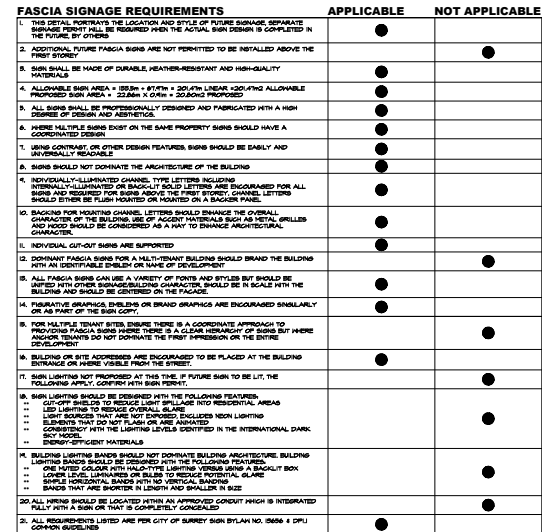 FASCIA SIGNAGE REQUIREMENTS APPLICABLE NOT APPLICABLE
1. THIS DETAIL PORTRAYS THE LOCATION AND STYLE OF FUTURE SIGNAGE, SEPARATE
SIGNAGE PERMIT WILL BE REQUIRED WHEN THE ACTUAL SIGN DESIGN IS COMPLETED IN
THE FUTURE, BY OTHERS
2. ADDITIONAL FUTURE FASCIA SIGNS ARE NOT PERMITTED TO BE INSTALLED ABOVE THE
FIRST STOREY
3. SIGN SHALL BE MADE OF DURABLE, WEATHER-RESISTANT AND HIGH-QUALITY
MATERIALS
4. ALLOWABLE SIGN AREA = + = LINEAR = ALLOWABLE
PROPOSED SIGN AREA = 22.86m X 0.91m = 20.80m2 PROPOSED
5. ALL SIGNS SHALL BE PROFESSIONALLY DESIGNED AND FABRICATED WITH A HIGH
DEGREE OF DESIGN AND AESTHETICS.
6. WHERE MULTIPLE SIGNS EXIST ON THE SAME PROPERTY SIGNS SHOULD HAVE A
COORDINATED DESIGN
7. USING CONTRAST, OR OTHER DESIGN FEATURES, SIGNS SHOULD BE EASILY AND
UNIVERSALLY READABLE
8. SIGNS SHOULD NOT DOMINATE THE ARCHITECTURE OF THE BUILDING
9. INDIVIDUALLY-ILLUMINATED CHANNEL TYPE LETTERS INCLUDING
INTERNALLY-ILLUMINATED OR BACK-LIT SOLID LETTERS ARE ENCOURAGED FOR ALL
SIGNS AND REQUIRED FOR SIGNS ABOVE THE FIRST STOREY. CHANNEL LETTERS
SHOULD EITHER BE FLUSH MOUNTED OR MOUNTED ON A BACKER PANEL
10. BACKING FOR MOUNTING CHANNEL LETTERS SHOULD ENHANCE THE OVERALL
CHARACTER OF THE BUILDING. USE OF ACCENT MATERIALS SUCH AS METAL GRILLES
AND WOOD SHOULD BE CONSIDERED AS A WAY TO ENHANCE ARCHITECTURAL
CHARACTER.
11. INDIVIDUAL CUT-OUT SIGNS ARE SUPPORTED
12. DOMINANT FASCIA SIGNS FOR A MULTI-TENANT BUILDING SHOULD BRAND THE BUILDING
WITH AN IDENTIFIABLE EMBLEM OR NAME OF DEVELOPMENT
13. ALL FASCIA SIGNS CAN USE A VARIETY OF FONTS AND STYLES BUT SHOULD BE
UNIFIED WITH OTHER SIGNAGE/BUILDING CHARACTER, SHOULD BE IN SCALE WITH THE
BUILDING AND SHOULD BE CENTERED ON THE FACADE.
14. FIGURATIVE GRAPHICS, EMBLEMS OR BRAND GRAPHICS ARE ENCOURAGED SINGULARLY
OR AS PART OF THE SIGN COPY.
15. FOR MULTIPLE TENANT SITES, ENSURE THERE IS A COORDINATE APPROACH TO
PROVIDING FASCIA SIGNS WHERE THERE IS A CLEAR HIERARCHY OF SIGNS BUT WHERE
ANCHOR TENANTS DO NOT DOMINATE THE FIRST IMPRESSION OR THE ENTIRE
DEVELOPMENT
16. BUILDING OR SITE ADDRESSES ARE ENCOURAGED TO BE PLACED AT THE BUILDING
ENTRANCE OR WHERE VISIBLE FROM THE STREET.
17. SIGN LIGHTING NOT PROPOSED AT THIS TIME. IF FUTURE SIGN TO BE LIT, THE
FOLLOWING APPLY. CONFIRM WITH SIGN PERMIT.
18. SIGN LIGHTING SHOULD BE DESIGNED WITH THE FOLLOWING FEATURES:
CUT-OFF SHIELDS TO REDUCE LIGHT SPILLAGE INTO RESIDENTIAL AREAS
LED LIGHTING TO REDUCE OVERALL GLARE
LIGHT SOURCES THAT ARE NOT EXPOSED, EXCLUDES NEON LIGHTING
ELEMENTS THAT DO NOT FLASH OR ARE ANIMATED
CONSISTENCY WITH THE LIGHTING LEVELS IDENTIFIED IN THE INTERNATIONAL DARK
SKY MODEL
ENERGY-EFFICIENT MATERIALS
19. BUILDING LIGHTING BANDS SHOULD NOT DOMINATE BUILDING ARCHITECTURE. BUILDING
LIGHTING BANDS SHOULD BE DESIGNED WITH THE FOLLOWING FEATURES:
ONE MUTED COLOUR WITH HALO-TYPE LIGHTING VERSUS USING A BACKLIT BOX
LOWER LEVEL LUMINAIRES OR BULBS TO REDUCE POTENTIAL GLARE
SIMPLE HORIZONTAL BANDS WITH NO VERTICAL BANDING
BANDS THAT ARE SHORTER IN LENGTH AND SMALLER IN SIZE
20. ALL WIRING SHOULD BE LOCATED WITHIN AN APPROVED CONDUIT WHICH IS INTEGRATED
FULLY WITH A SIGN OR THAT IS COMPLETELY CONCEALED
21. ALL REQUIREMENTS LISTED ARE PER CITY OF SURREY SIGN BYLAW NO. 13656 & DP11
COMMON GUIDELINES